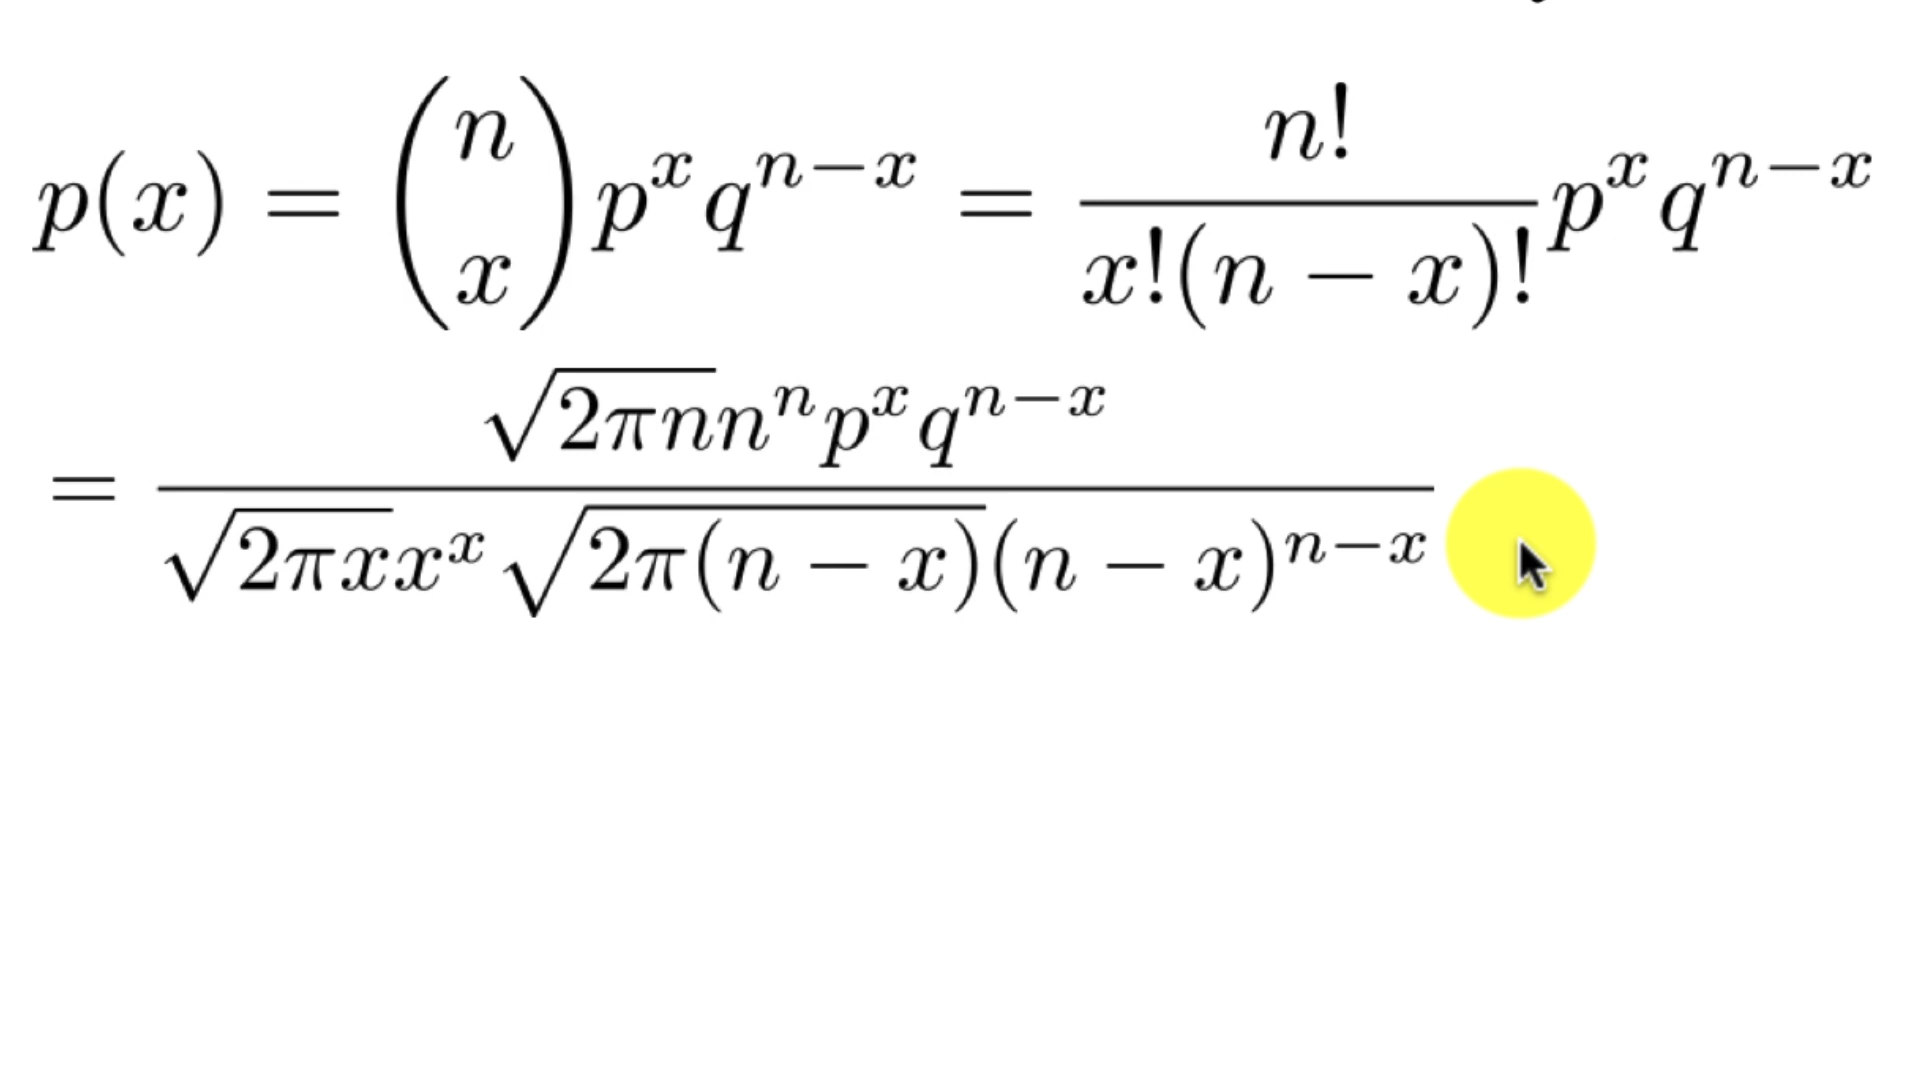 p(x) = \binom{n}{x} p^x q^{n-x} = \frac{n!}{x!(n-x)!} p^x q^{n-x}
= \frac{\sqrt{2\pi n} n^n p^x q^{n-x}}{\sqrt{2\pi x} x^x \sqrt{2\pi(n-x)} (n-x)^{n-x}}